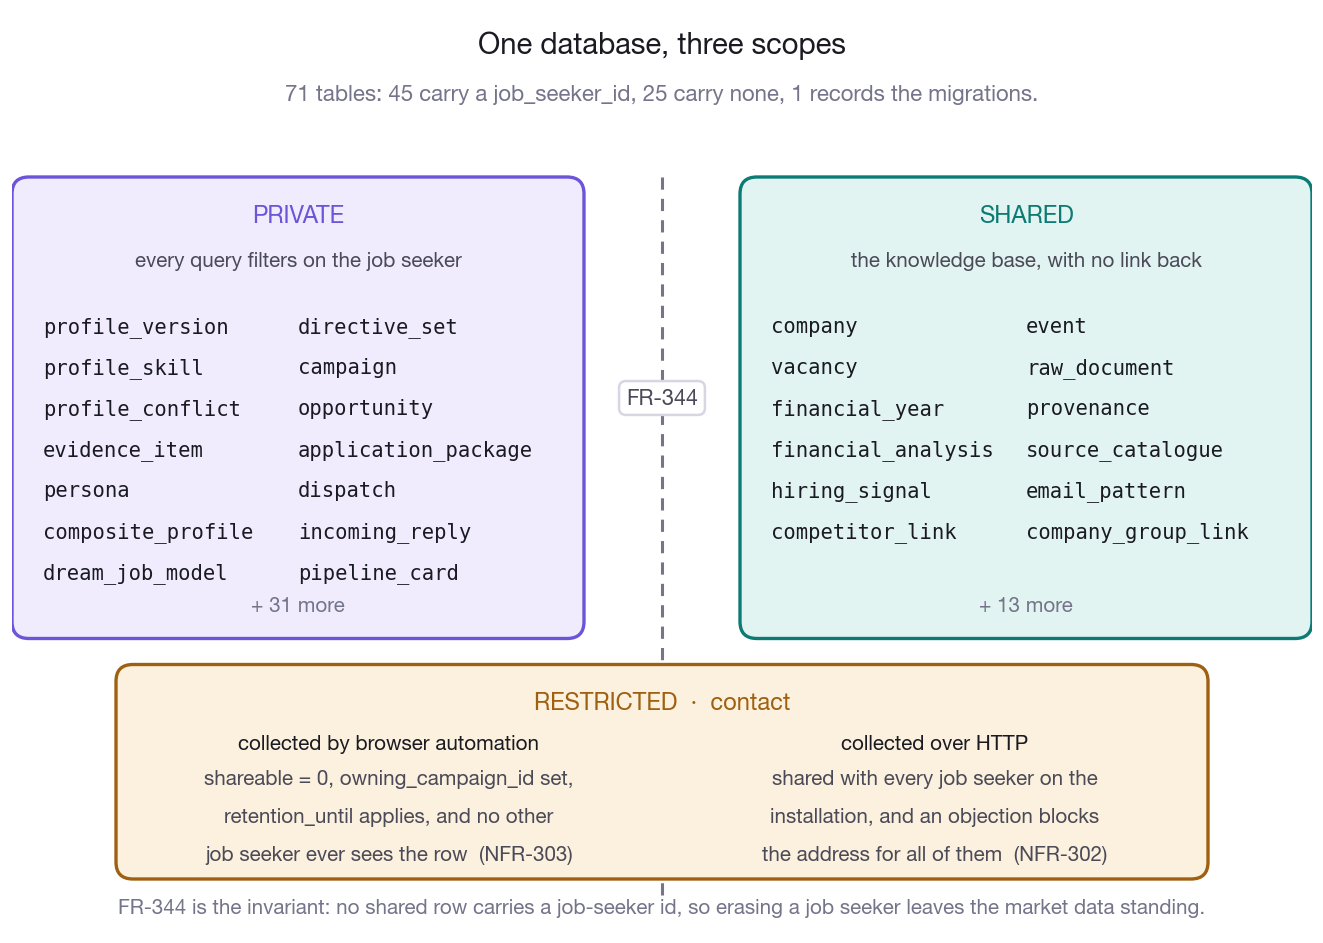 One database, three scopes
71 tables: 45 carry a job_seeker_id, 25 carry none, 1 records the migrations.
PRIVATE
every query filters on the job seeker
profile_version directive_set
profile_skill campaign
profile_conflict opportunity
evidence_item application_package
persona dispatch
composite_profile incoming_reply
dream_job_model pipeline_card
+ 31 more
FR-344
SHARED
the knowledge base, with no link back
company event
vacancy raw_document
financial_year provenance
financial_analysis source_catalogue
hiring_signal email_pattern
competitor_link company_group_link
+ 13 more
RESTRICTED · contact
collected by browser automation
shareable = 0, owning_campaign_id set,
retention_until applies, and no other
job seeker ever sees the row (NFR-303)
collected over HTTP
shared with every job seeker on the
installation, and an objection blocks
the address for all of them (NFR-302)
FR-344 is the invariant: no shared row carries a job-seeker id, so erasing a job seeker leaves the market data standing.